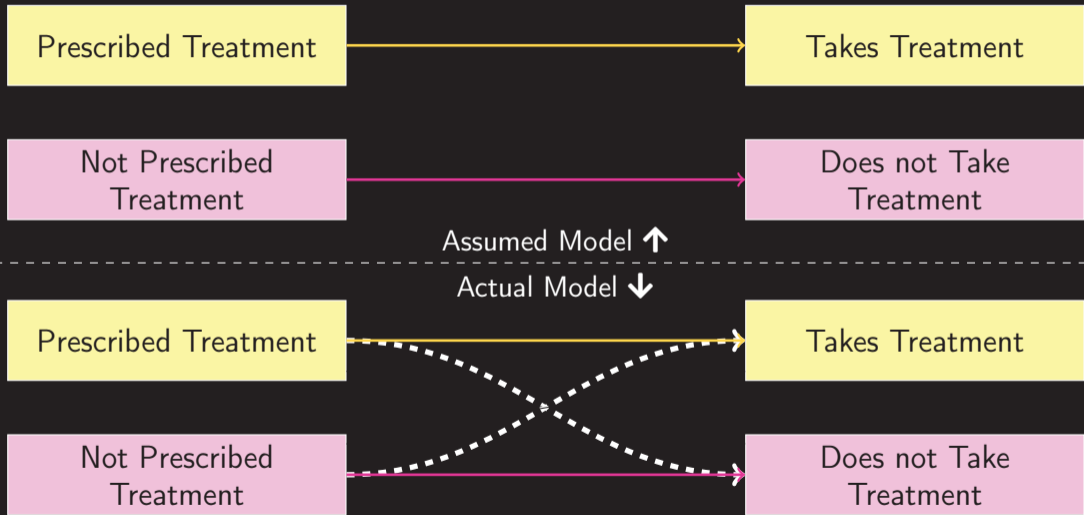 Prescribed Treatment
Takes Treatment
Not Prescribed
Treatment
Does not Take
Treatment
Assumed Model ↑
Actual Model ↓
Prescribed Treatment
Takes Treatment
Not Prescribed
Treatment
Does not Take
Treatment